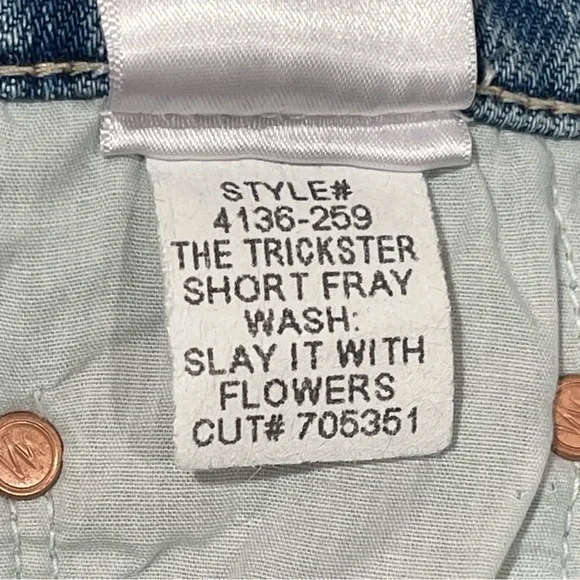 STYLE#
4136-259
THE TRICKSTER
SHORT FRAY
WASH:
SLAY IT WITH
FLOWERS
CUT# 705351